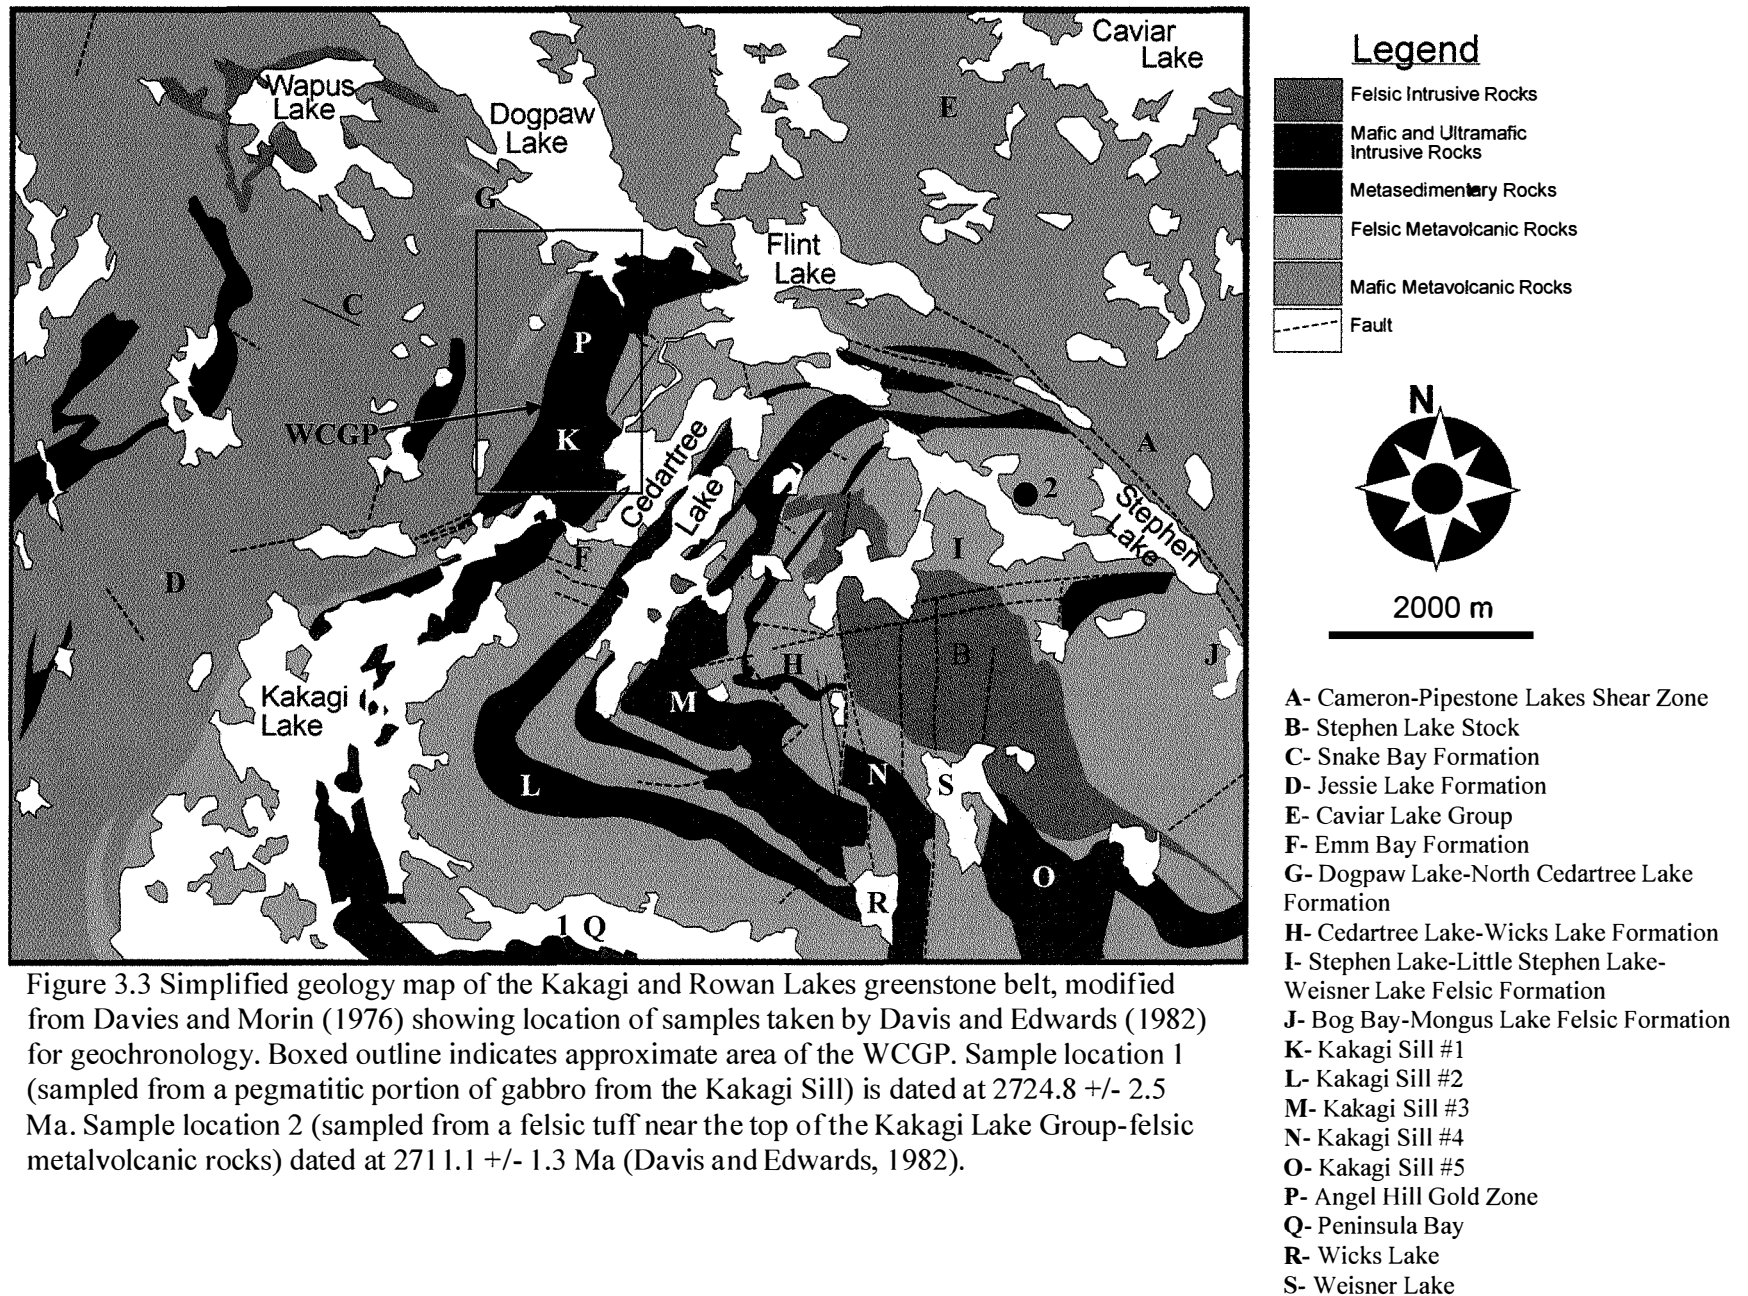 Caviar
Lake
Wapus
Lake
Dogpaw
Lake
E
G
Flint
Lake
C
P
WCGP
K
Cedartree
Lake
A
2
Stephen
Lake
I
F
D
B
J
H
Kakagi
Lake
M
L
N
S
O
R
1 Q
Legend
Felsic Intrusive Rocks
Mafic and Ultramafic
Intrusive Rocks
Metasedimentary Rocks
Felsic Metavolcanic Rocks
Mafic Metavolcanic Rocks
Fault
N
2000 m
A- Cameron-Pipestone Lakes Shear Zone
B- Stephen Lake Stock
C- Snake Bay Formation
D- Jessie Lake Formation
E- Caviar Lake Group
F- Emm Bay Formation
G- Dogpaw Lake-North Cedartree Lake
Formation
H- Cedartree Lake-Wicks Lake Formation
I- Stephen Lake-Little Stephen Lake-
Weisner Lake Felsic Formation
J- Bog Bay-Mongus Lake Felsic Formation
K- Kakagi Sill #1
L- Kakagi Sill #2
M- Kakagi Sill #3
N- Kakagi Sill #4
O- Kakagi Sill #5
P- Angel Hill Gold Zone
Q- Peninsula Bay
R- Wicks Lake
S- Weisner Lake
Figure 3.3 Simplified geology map of the Kakagi and Rowan Lakes greenstone belt, modified
from Davies and Morin (1976) showing location of samples taken by Davis and Edwards (1982)
for geochronology. Boxed outline indicates approximate area of the WCGP. Sample location 1
(sampled from a pegmatitic portion of gabbro from the Kakagi Sill) is dated at 2724.8 +/- 2.5
Ma. Sample location 2 (sampled from a felsic tuff near the top of the Kakagi Lake Group-felsic
metalvolcanic rocks) dated at 2711.1 +/- 1.3 Ma (Davis and Edwards, 1982).